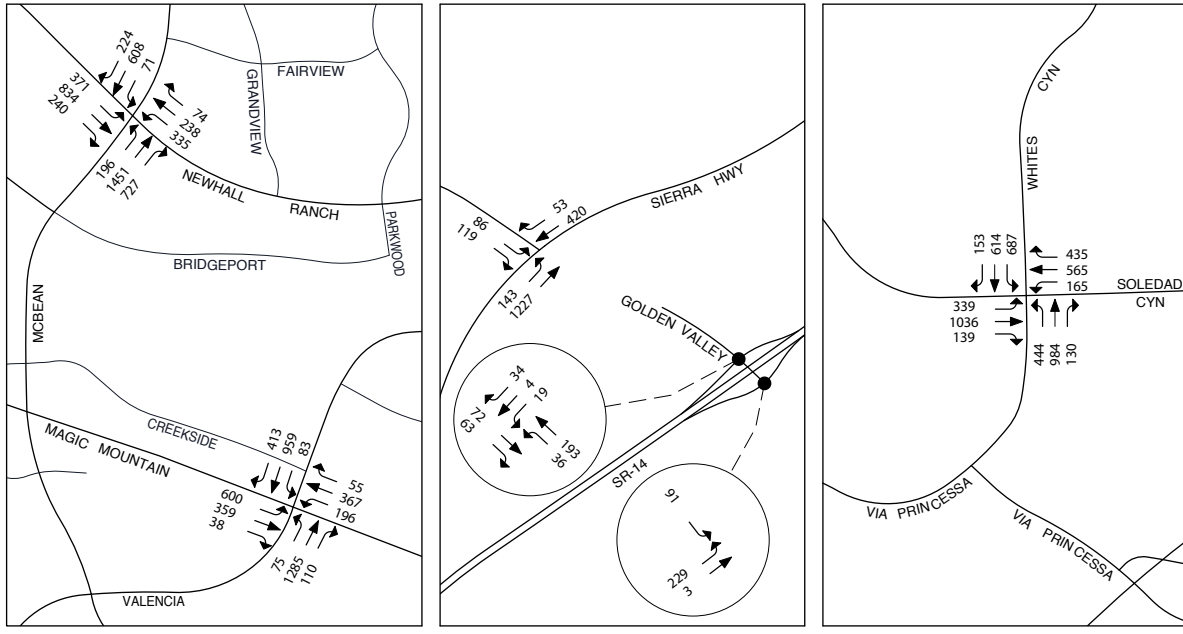 224
608
71
371
834
240
74
238
335
196
1451
727
FAIRVIEW
GRANDVIEW
NEWHALL RANCH
PARKWOOD
BRIDGEPORT
MCBEAN
CREEKSIDE
MAGIC MOUNTAIN
413
959
83
600
359
38
55
367
196
75
1285
110
VALENCIA
SIERRA HWY
53
420
86
119
143
1227
GOLDEN VALLEY
34
4
19
72
63
193
36
SR-14
91
229
3
CYN
WHITES
153
614
687
435
565
165
SOLEDAD
CYN
339
1036
139
444
984
130
VIA PRINCESSA
VIA PRINCESSA